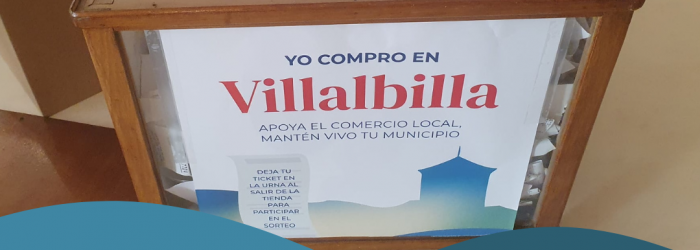 YO COMPRO EN
Villalbilla
APOYA EL COMERCIO LOCAL,
MANTÉN VIVO TU MUNICIPIO
DEJA TU
TICKET EN
LA URNA AL
SALIR DE LA
TIENDA
PARA
PARTICIPAR
EN EL
SORTEO